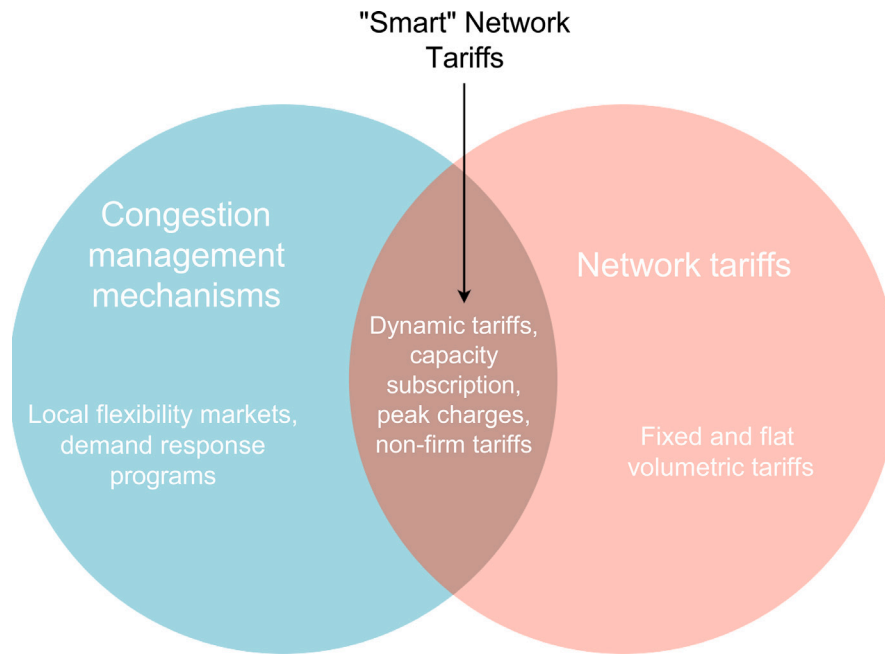 "Smart" Network
Tariffs
Congestion
management
mechanisms
Local flexibility markets,
demand response
programs
Dynamic tariffs,
capacity
subscription,
peak charges,
non-firm tariffs
Network tariffs
Fixed and flat
volumetric tariffs